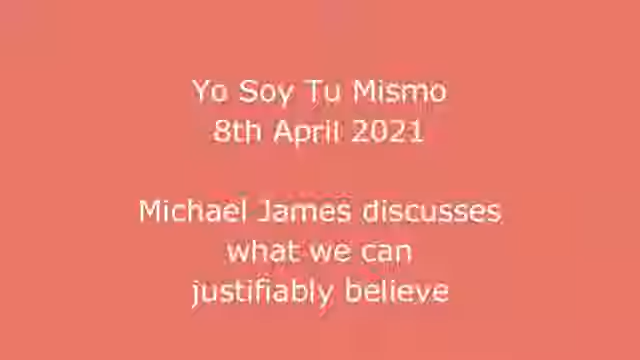 Yo Soy Tu Mismo
8th April 2021
Michael James discusses
what we can
justifiably believe